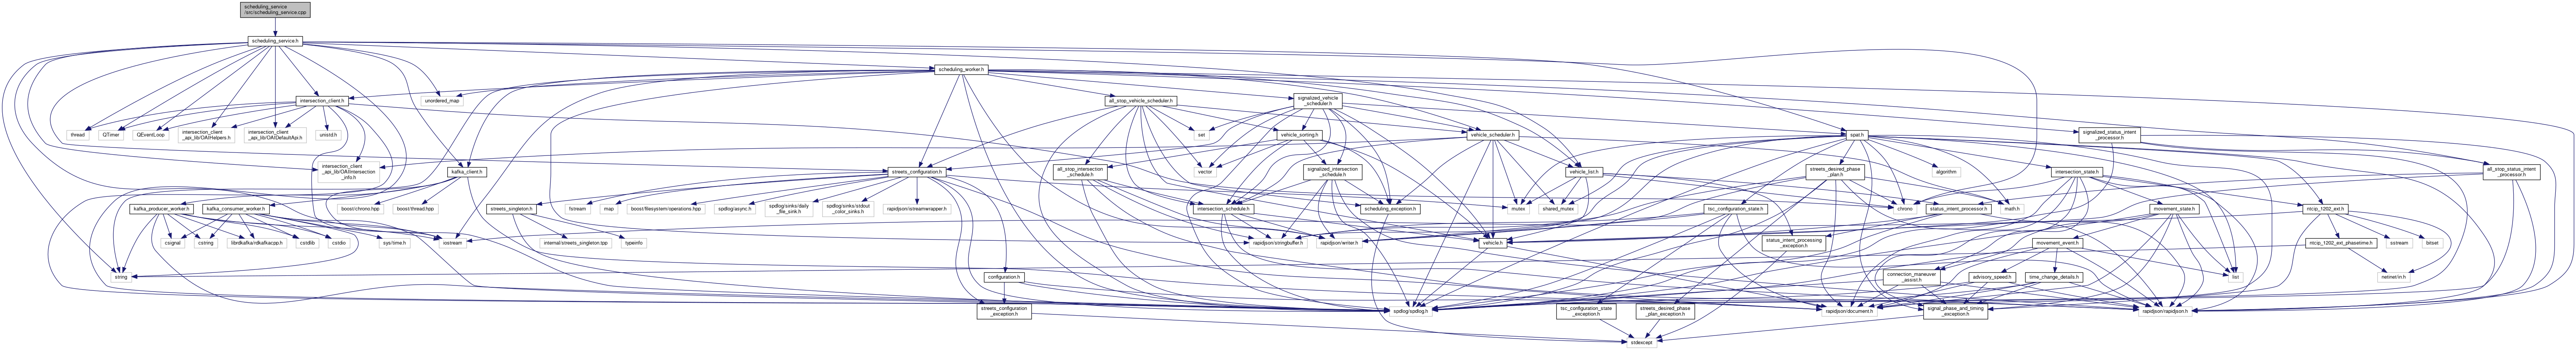 scheduling_service
/src/scheduling_service.cpp
scheduling_service.h
scheduling_worker.h
intersection_client.h
unordered_map
all_stop_vehicle_scheduler.h
signalized_vehicle
_scheduler.h
thread
QTimer
QEventLoop
intersection_client
_api_lib/OAIHelpers.h
intersection_client
_api_lib/OAIDefaultApi.h
unistd.h
set
vehicle_sorting.h
vehicle_scheduler.h
spat.h
signalized_status_intent
_processor.h
intersection_client
_api_lib/OAIIntersection
_info.h
kafka_client.h
streets_configuration.h
all_stop_intersection
_schedule.h
vector
signalized_intersection
_schedule.h
vehicle_list.h
streets_desired_phase
_plan.h
algorithm
intersection_state.h
all_stop_status_intent
_processor.h
kafka_producer_worker.h
kafka_consumer_worker.h
boost/chrono.hpp
boost/thread.hpp
streets_singleton.h
fstream
map
boost/filesystem/operations.hpp
spdlog/async.h
spdlog/sinks/daily
_file_sink.h
spdlog/sinks/stdout
_color_sinks.h
rapidjson/istreamwrapper.h
intersection_schedule.h
scheduling_exception.h
mutex
shared_mutex
tsc_configuration_state.h
chrono
status_intent_processor.h
math.h
movement_state.h
ntcip_1202_ext.h
csignal
cstring
librdkafka/rdkafkacpp.h
cstdlib
cstdio
sys/time.h
iostream
internal/streets_singleton.tpp
typeinfo
rapidjson/stringbuffer.h
rapidjson/writer.h
vehicle.h
status_intent_processing
_exception.h
movement_event.h
ntcip_1202_ext_phasetime.h
sstream
bitset
string
configuration.h
connection_maneuver
_assist.h
advisory_speed.h
time_change_details.h
list
netinet/in.h
streets_configuration
_exception.h
spdlog/spdlog.h
tsc_configuration_state
_exception.h
streets_desired_phase
_plan_exception.h
rapidjson/document.h
signal_phase_and_timing
_exception.h
rapidjson/rapidjson.h
stdexcept